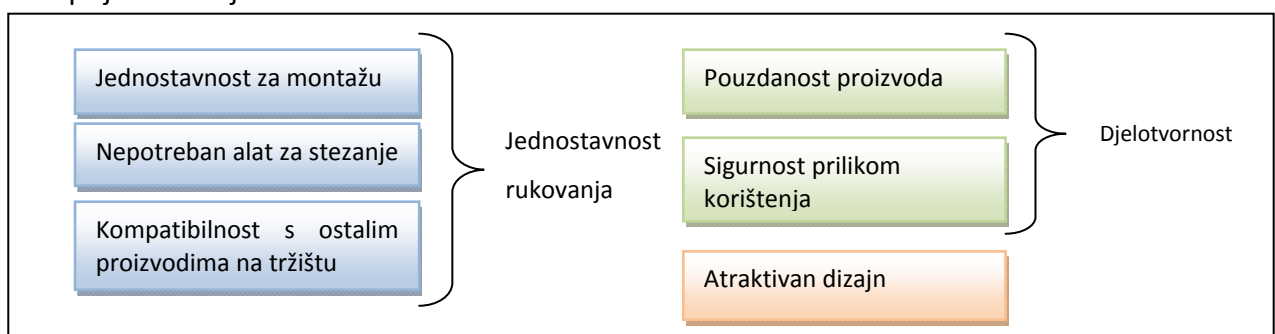 Jednostavnost za montažu
Nepotreban alat za stezanje
Kompatibilnost s ostalim
proizvodima na tržištu
Jednostavnost
rukovanja
Pouzdanost proizvoda
Sigurnost prilikom
korištenja
Djelotvornost
Atraktivan dizajn